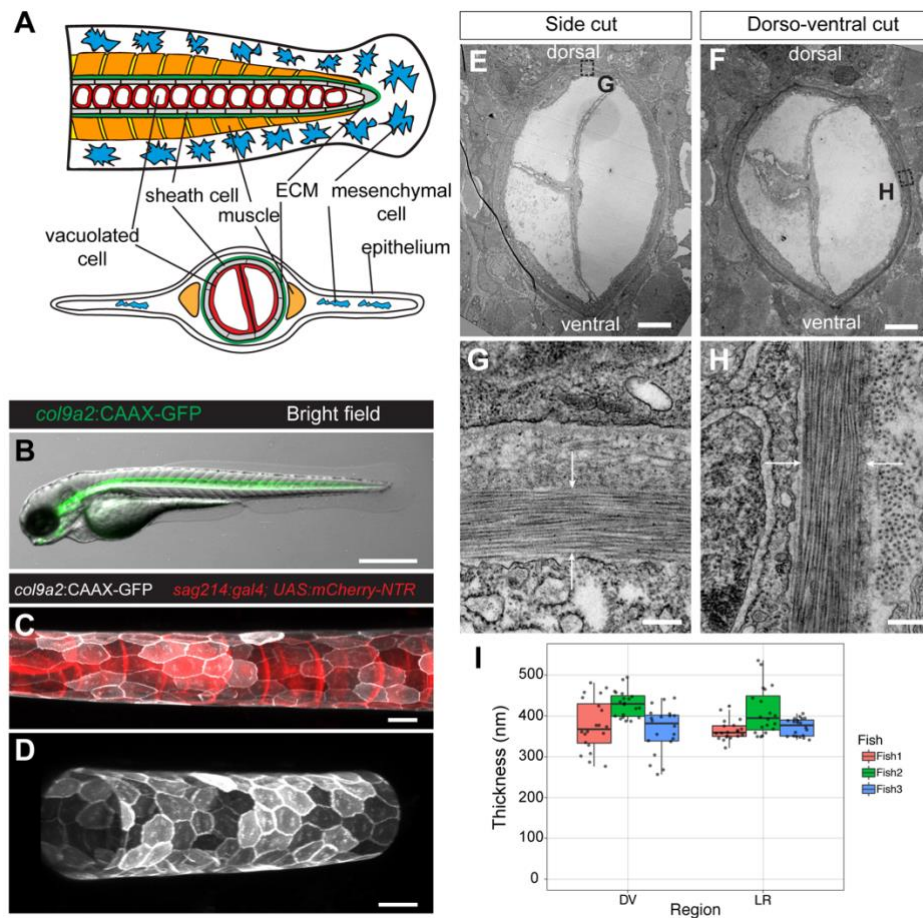 A
sheath cell
ECM
mesenchymal
cell
muscle
vacuolated
cell
epithelium
col9a2:CAAX-GFP Bright field
B
col9a2:CAAX-GFP sag214:gal4; UAS:mCherry-NTR
C
D
Side cut
Dorso-ventral cut
E
dorsal
G
ventral
F
dorsal
H
ventral
G
H
I
Thickness (nm)
500
400
300
200
100
0
DV
LR
Region
Fish
Fish1
Fish2
Fish3